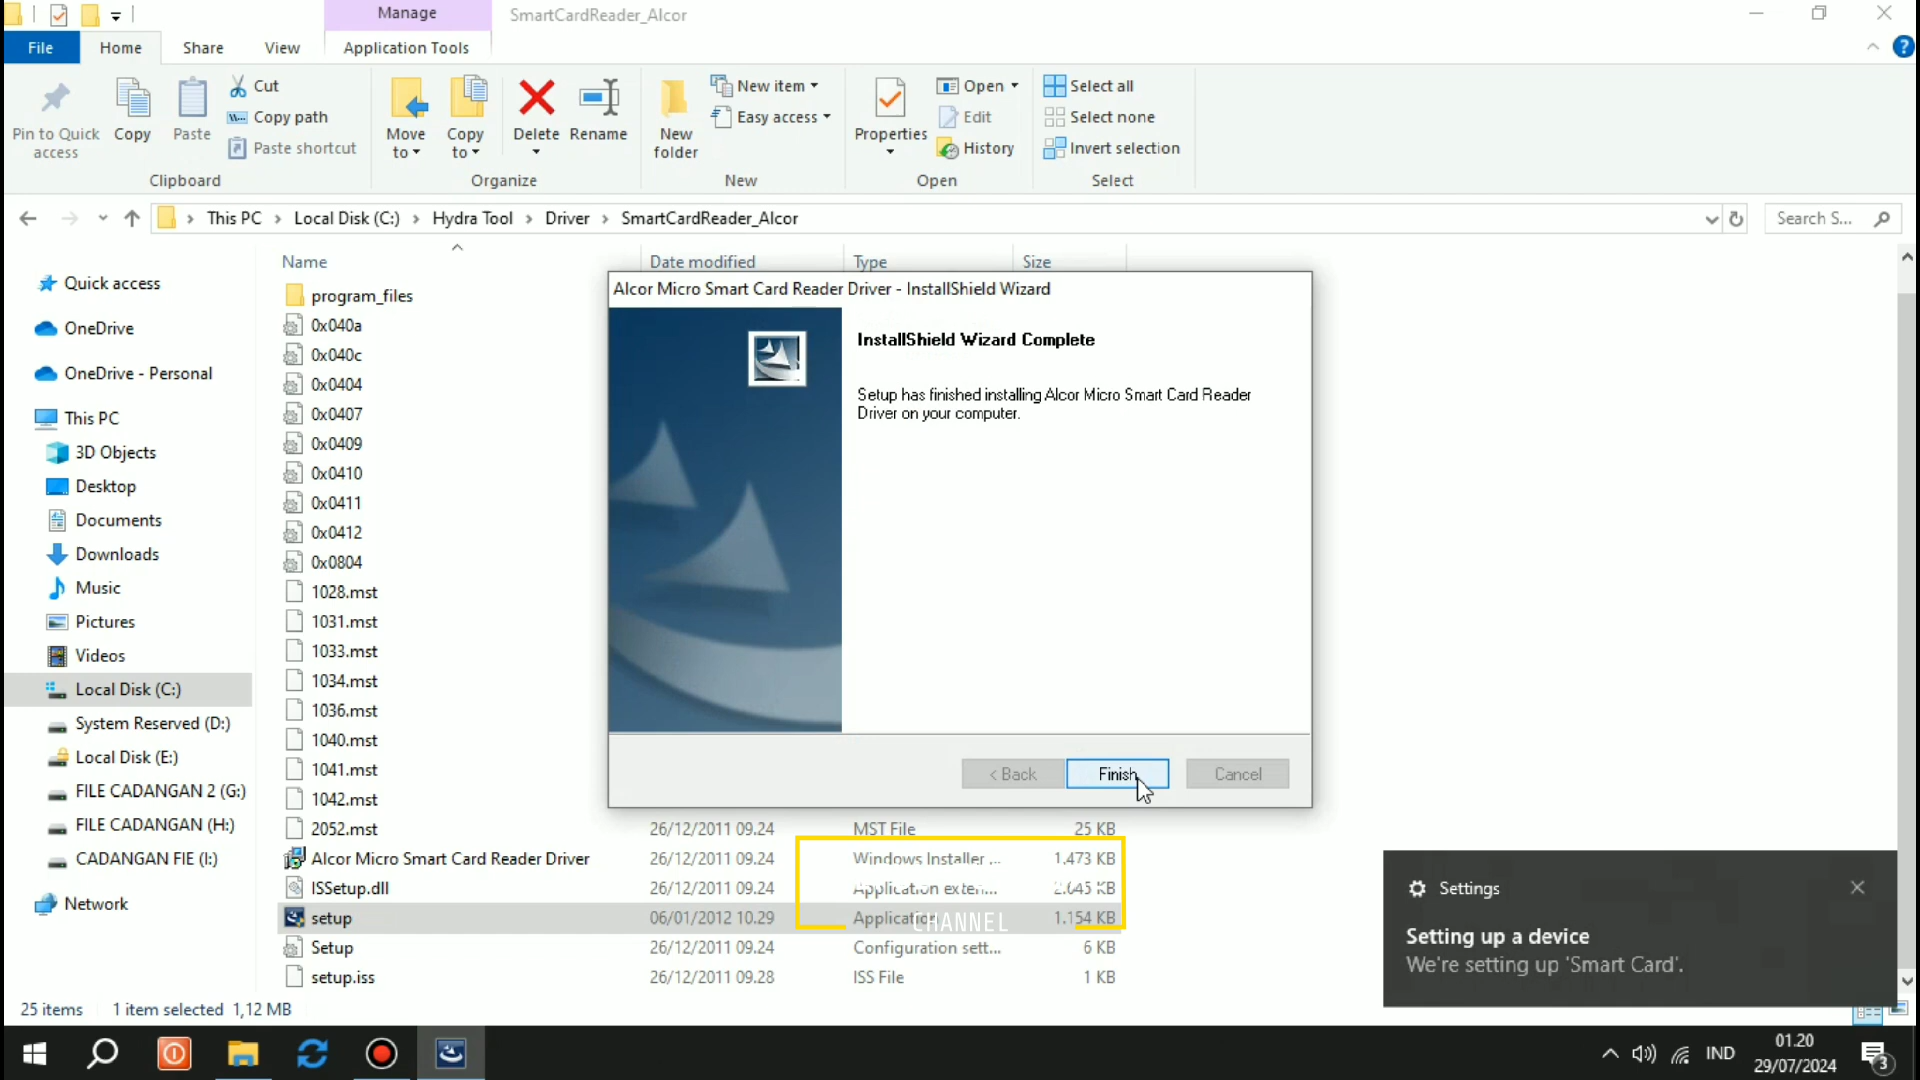 Manage
SmartCardReader_Alcor
File
Home
Share
View
Application Tools
Pin to Quick access
Copy
Paste
Cut
Copy path
Paste shortcut
Clipboard
Move to
Copy to
Delete
Rename
Organize
New folder
New item
Easy access
New
Properties
Open
Edit
History
Open
Select all
Select none
Invert selection
Select
This PC
Local Disk (C:)
Hydra Tool
Driver
SmartCardReader_Alcor
Search S...
Quick access
OneDrive
OneDrive - Personal
This PC
3D Objects
Desktop
Documents
Downloads
Music
Pictures
Videos
Local Disk (C:)
System Reserved (D:)
Local Disk (E:)
FILE CADANGAN 2 (G:)
FILE CADANGAN (H:)
CADANGAN FIE (I:)
Network
Name Date modified Type Size
program_files
0x040a
0x040c
0x0404
0x0407
0x0409
0x0410
0x0411
0x0412
0x0804
1028.mst
1031.mst
1033.mst
1034.mst
1036.mst
1040.mst
1041.mst
1042.mst
2052.mst 26/12/2011 09.24 MST File 25 KB
Alcor Micro Smart Card Reader Driver 26/12/2011 09.24 Windows Installer ... 1.473 KB
ISSetup.dll 26/12/2011 09.24 Application exten... 2.645 KB
setup 06/01/2012 10.29 Application 1.154 KB
CHANNEL
Setup 26/12/2011 09.24 Configuration sett... 6 KB
setup.iss 26/12/2011 09.28 ISS File 1 KB
Alcor Micro Smart Card Reader Driver - InstallShield Wizard
InstallShield Wizard Complete
Setup has finished installing Alcor Micro Smart Card Reader
Driver on your computer.
< Back
Finish
Cancel
Settings
Setting up a device
We're setting up 'Smart Card'.
25 items 1 item selected 1,12 MB
IND
01.20
29/07/2024
3